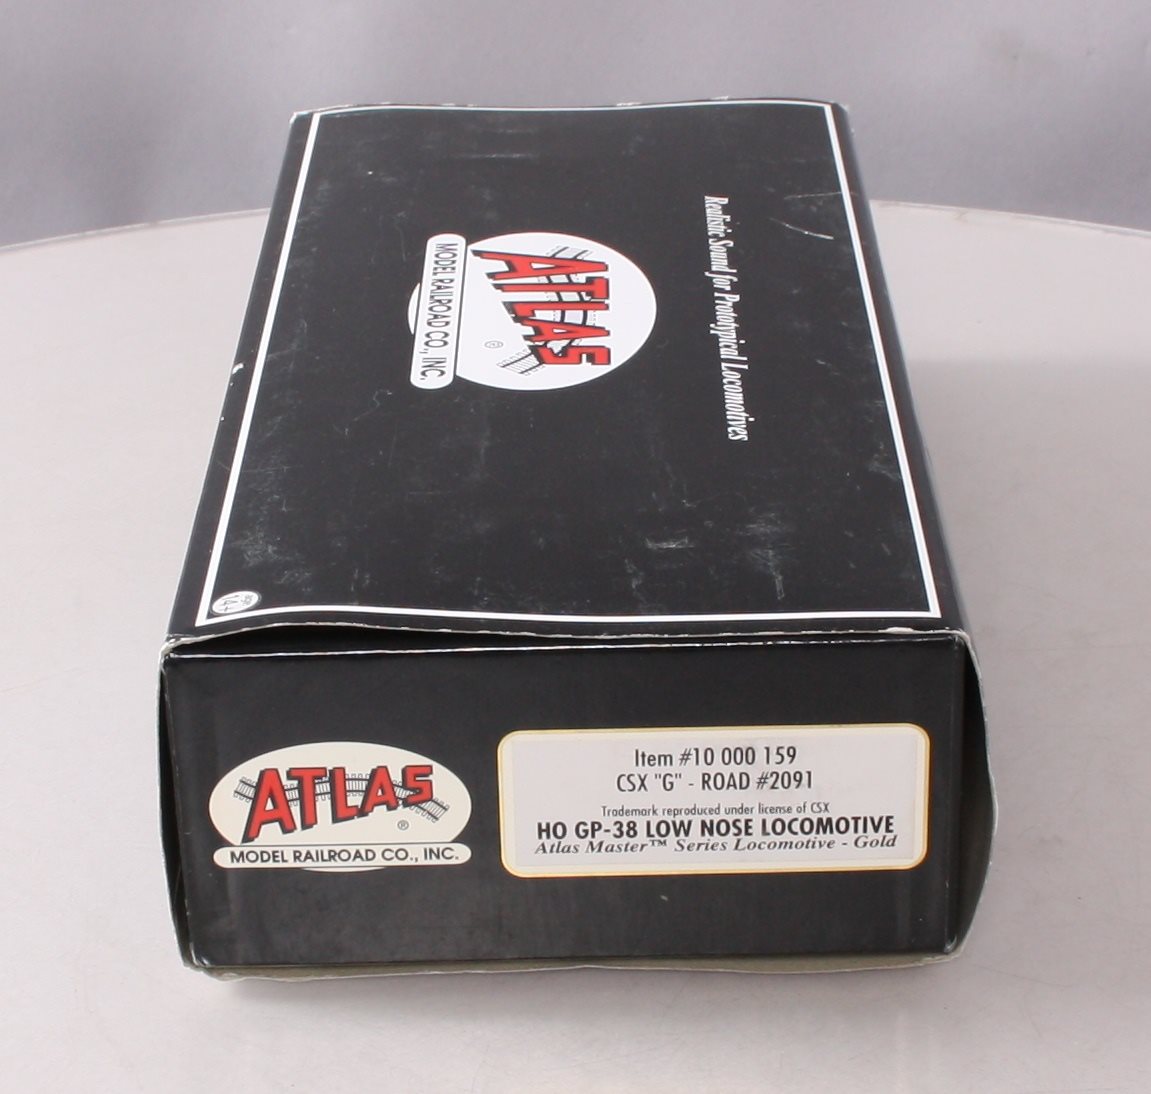 Realistic Sound for Prototypical Locomotives
ATLAS
©
MODEL RAILROAD CO., INC.
14+
ATLAS
®
MODEL RAILROAD CO., INC.
Item #10 000 159
CSX "G" - ROAD #2091
Trademark reproduced under license of CSX
HO GP-38 LOW NOSE LOCOMOTIVE
Atlas Master™ Series Locomotive - Gold